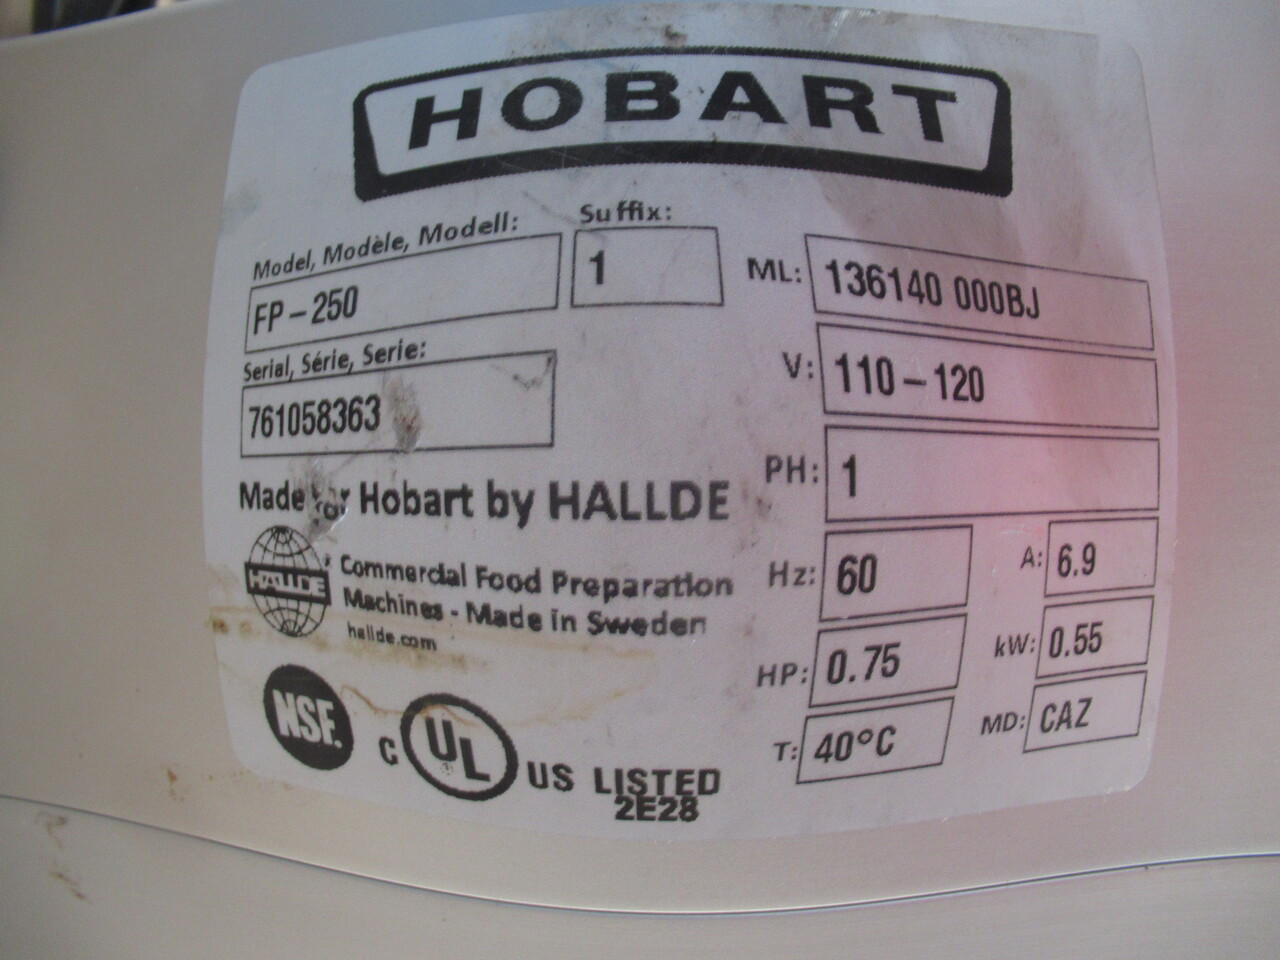 HOBART
Model, Modèle, Modell:
FP-250
Suffix:
1
Serial, Série, Serie:
761058363
ML: 136140 000BJ
V: 110-120
PH: 1
Hz: 60
A: 6.9
HP: 0.75
kW: 0.55
T: 40°C
MD: CAZ
Made for Hobart by HALLDE
HALLDE
Commercial Food Preparation
Machines - Made in Sweden
hallde.com
NSF.
C UL US LISTED
2E28